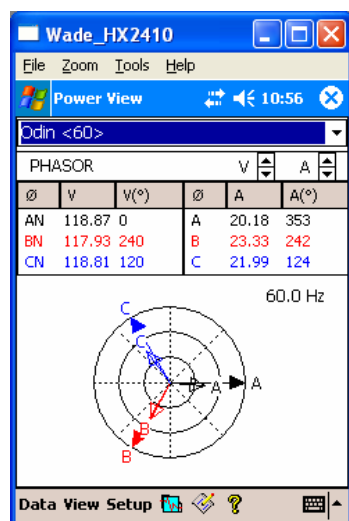 Wade_HX2410
File Zoom Tools Help
Power View 10:56
Odin <60>
PHASOR V A
Ø V V(°) Ø A A(°)
AN 118.87 0 A 20.18 353
BN 117.93 240 B 23.33 242
CN 118.81 120 C 21.99 124
60.0 Hz
C
C
A A
B
B
Data View Setup ?